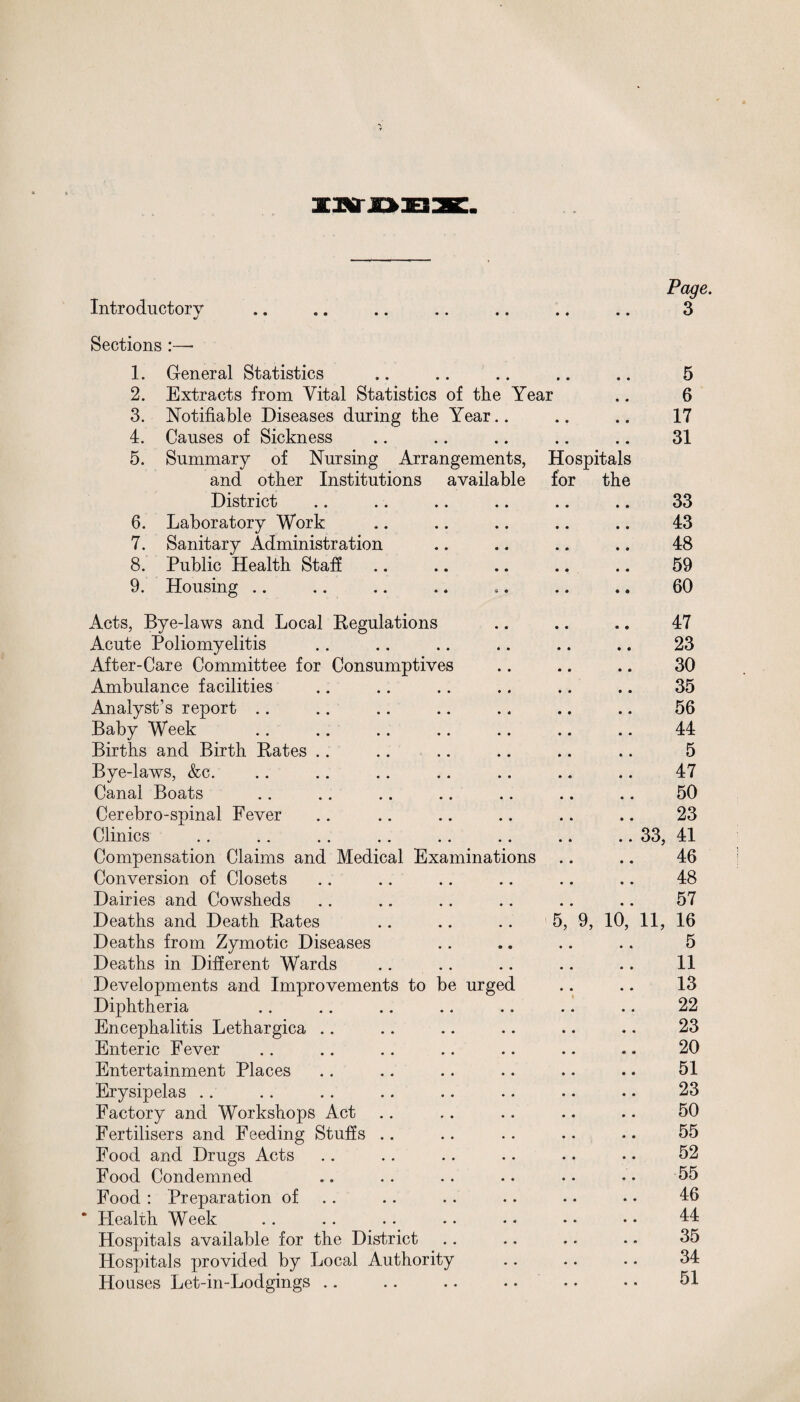 INDEX.
Page.
Introductory .. .. .. .. .. .. .. 3
Sections :—
1. General Statistics .. .. .. .. .. 5
2. Extracts from Vital Statistics of the Year .. 6
3. Notifiable Diseases during the Year .. .. .. 17
4. Causes of Sickness .. .. .. .. .. 31
5. Summary of Nursing Arrangements, Hospitals
and other Institutions available for the
District .. .. .. .. .. .. 33
6. Laboratory Work .. .. .. .. .. 43
7. Sanitary Administration .. .. .. .. 48
8. Public Health Staff .. .. .. .. .. 59
9. Housing .. .. .. .. .. .. .. 60
Acts, Bye-laws and Local Regulations .. .. .. 47
Acute Poliomyelitis .. .. .. .. .. .. 23
After-Care Committee for Consumptives .. .. .. 30
Ambulance facilities .. .. .. .. .. .. 35
Analyst's report .. .. .. .. .. .. .. 56
Baby Week .. .. .. .. .. .. .. 44
Births and Birth Rates .. .. .. .. .. .. 5
Bye-laws, &c. .. .. .. .. .. .. .. 47
Canal Boats .. .. .. .. .. .. .. 50
Cerebro-spinal Fever .. .. .. .. .. .. 23
Clinics .. .. .. .. .. .. .. .. 33, 41
Compensation Claims and Medical Examinations .. .. 46
Conversion of Closets .. .. .. .. .. .. 48
Dairies and Cowsheds .. .. .. .. .. .. 57
Deaths and Death Rates .. .. .. 5, 9, 10, 11, 16
Deaths from Zymotic Diseases .. .. .. .. 5
Deaths in Different Wards .. .. .. .. .. 11
Developments and Improvements to be urged .. .. 13
Diphtheria .. .. .. .. .. .. .. 22
Encephalitis Lethargica .. .. .. .. .. .. 23
Enteric Fever .. .. .. .. .. .. .. 20
Entertainment Places .. .. .. .. .. .. 51
Erysipelas .. .. .. .. .. .. .. .. 23
Factory and Workshops Act .. .. .. .. .. 50
Fertilisers and Feeding Stuffs .. .. .. .. .. 55
Food and Drugs Acts .. .. .. .. .. .. 52
Food Condemned .. .. .. .. .. .. 55
Food : Preparation of .. .. .. .. .. .. 46
Health Week .. .. .. .. .. .. .. 44
Hospitals available for the District .. .. .. .. 35
Hospitals provided by Local Authority .. .. .. 34
Houses Let-in-Lodgings .. .. .. .. .. .. 51